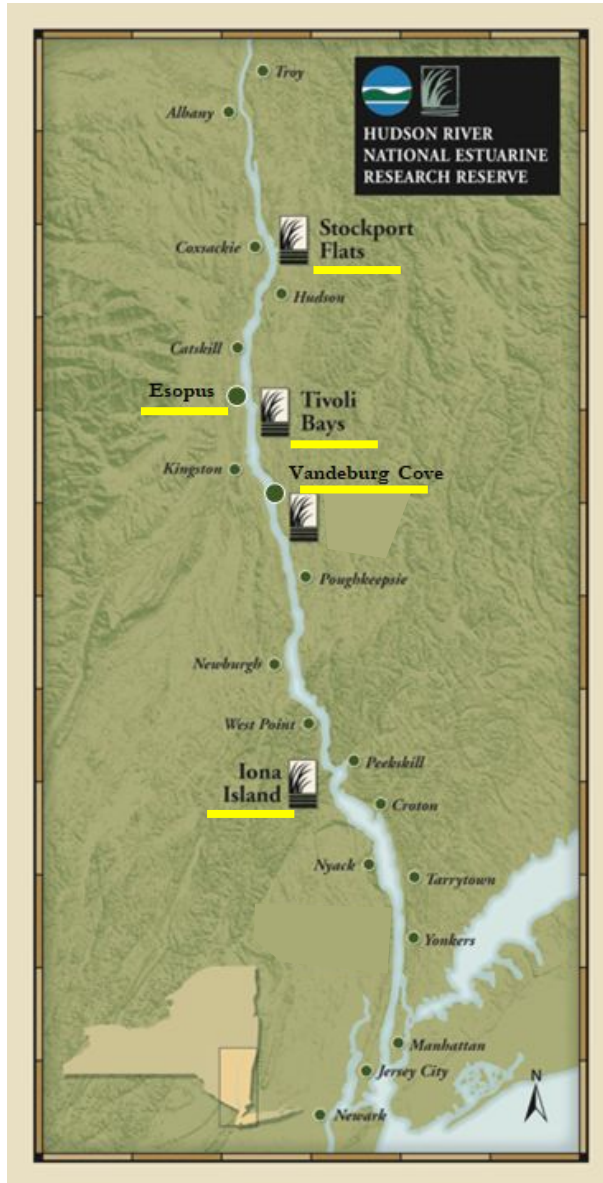 Troy
Albany
HUDSON RIVER
NATIONAL ESTUARINE
RESEARCH RESERVE
Stockport
Flats
Coxsackie
Hudson
Catskill
Esopus
Tivoli
Bays
Kingston
Vandeburg Cove
Poughkeepsie
Newburgh
West Point
Peekskill
Iona
Island
Croton
Nyack
Tarrytown
Yonkers
Manhattan
Jersey City
N
Newark